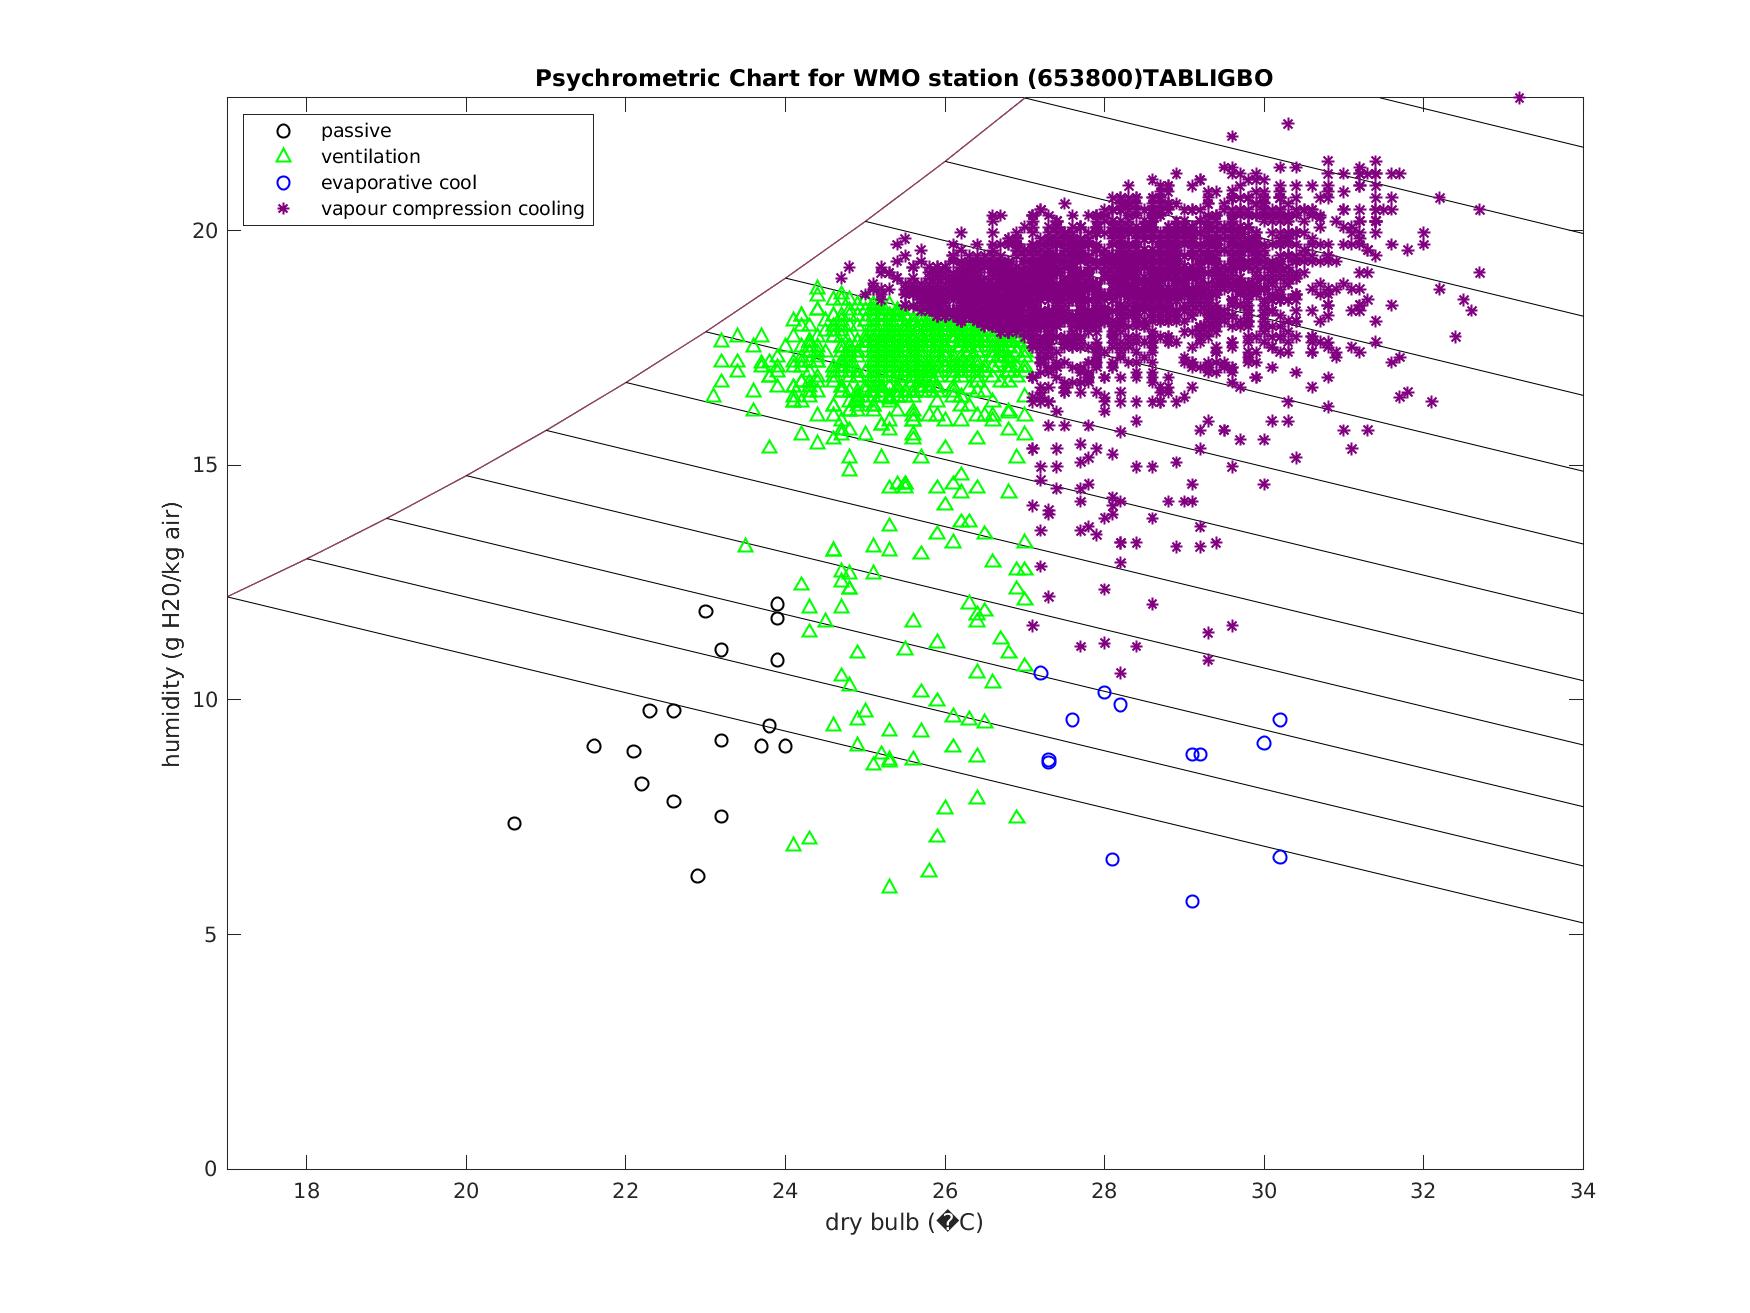 Psychrometric Chart for WMO station (653800)TABLIGBO
passive
ventilation
evaporative cool
vapour compression cooling
20
15
10
5
0
humidity (g H20/kg air)
18 20 22 24 26 28 30 32 34
dry bulb (�C)